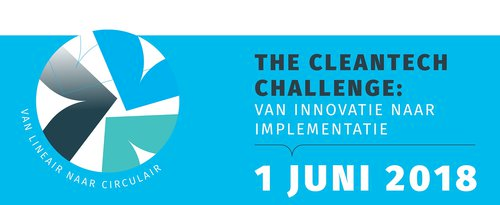 THE CLEANTECH
CHALLENGE:
VAN INNOVATIE NAAR
IMPLEMENTATIE
1 JUNI 2018
VAN LINEAIR NAAR CIRCULAIR